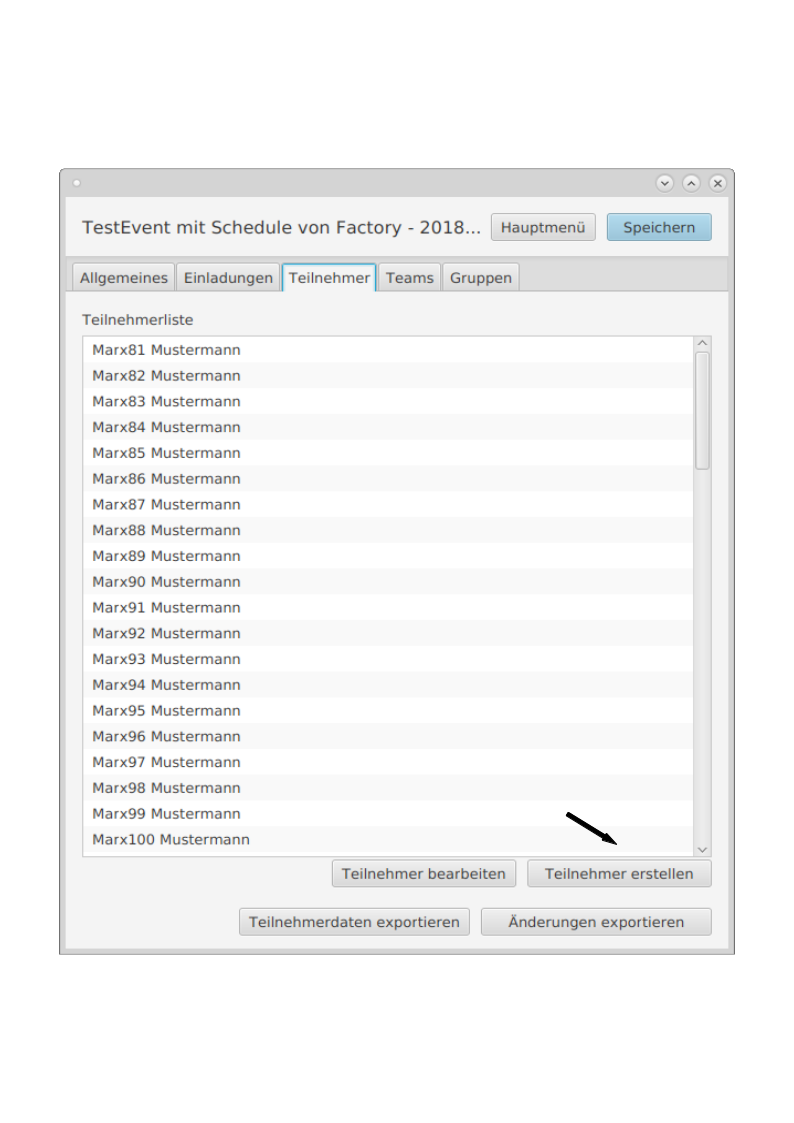 TestEvent mit Schedule von Factory - 2018... Hauptmenü Speichern
Allgemeines Einladungen Teilnehmer Teams Gruppen
Teilnehmerliste
Marx81 Mustermann
Marx82 Mustermann
Marx83 Mustermann
Marx84 Mustermann
Marx85 Mustermann
Marx86 Mustermann
Marx87 Mustermann
Marx88 Mustermann
Marx89 Mustermann
Marx90 Mustermann
Marx91 Mustermann
Marx92 Mustermann
Marx93 Mustermann
Marx94 Mustermann
Marx95 Mustermann
Marx96 Mustermann
Marx97 Mustermann
Marx98 Mustermann
Marx99 Mustermann
Marx100 Mustermann
Teilnehmer bearbeiten Teilnehmer erstellen
Teilnehmerdaten exportieren Änderungen exportieren